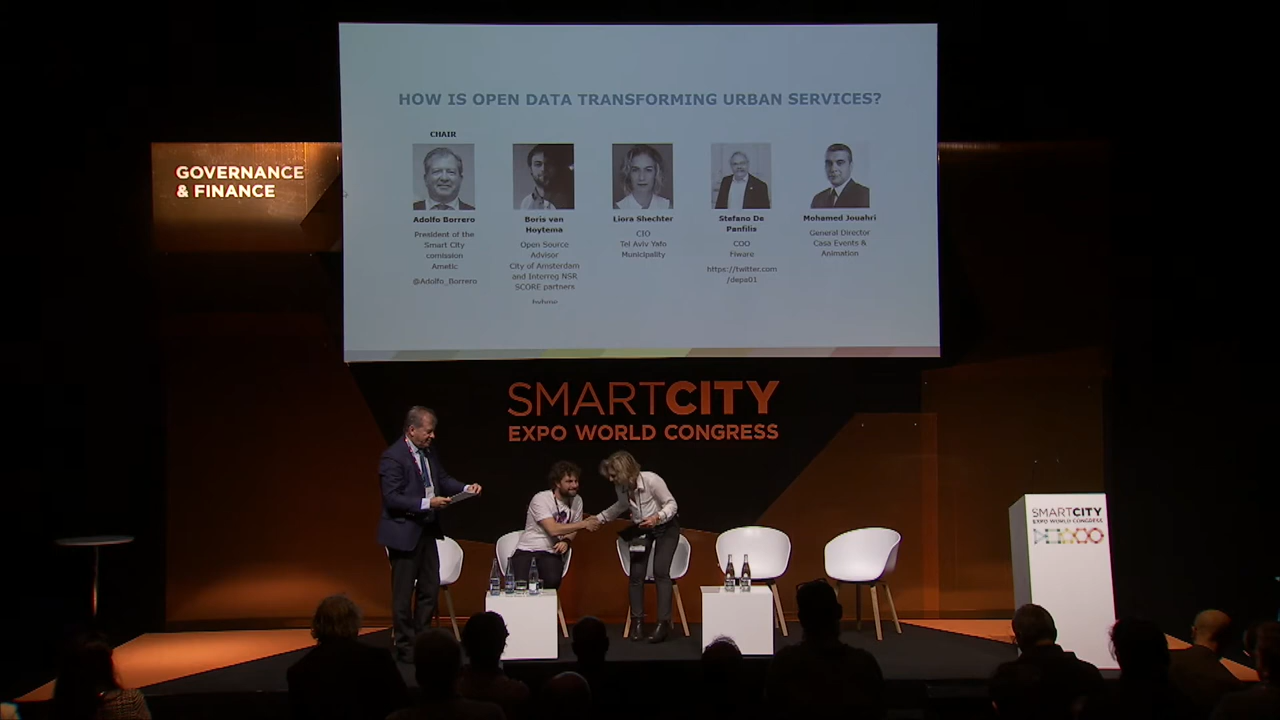 HOW IS OPEN DATA TRANSFORMING URBAN SERVICES?
CHAIR
Adolfo Borrero
President of the
Smart City
comission
Ametic
@Adolfo_Borrero
Boris van
Hoytema
Open Source
Advisor
City of Amsterdam
and Interreg NSR
SCORE partners
Liora Shechter
CIO
Tel Aviv Yafo
Municipality
Stefano De
Panfilis
COO
Fiware
https://twitter.com
/depa01
Mohamed Jouahri
General Director
Casa Events &
Animation
GOVERNANCE
& FINANCE
SMARTCITY
EXPO WORLD CONGRESS
SMARTCITY
EXPO WORLD CONGRESS